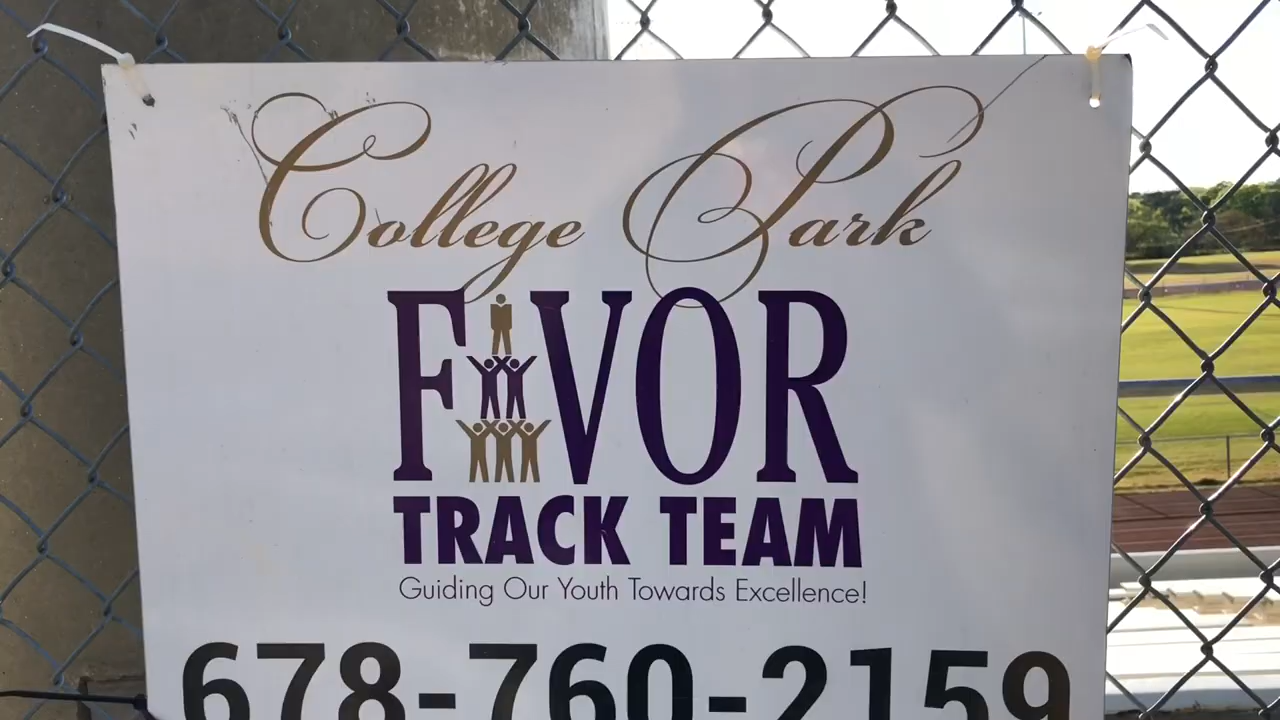 College Park
FAVOR
TRACK TEAM
Guiding Our Youth Towards Excellence!
678-760-2159